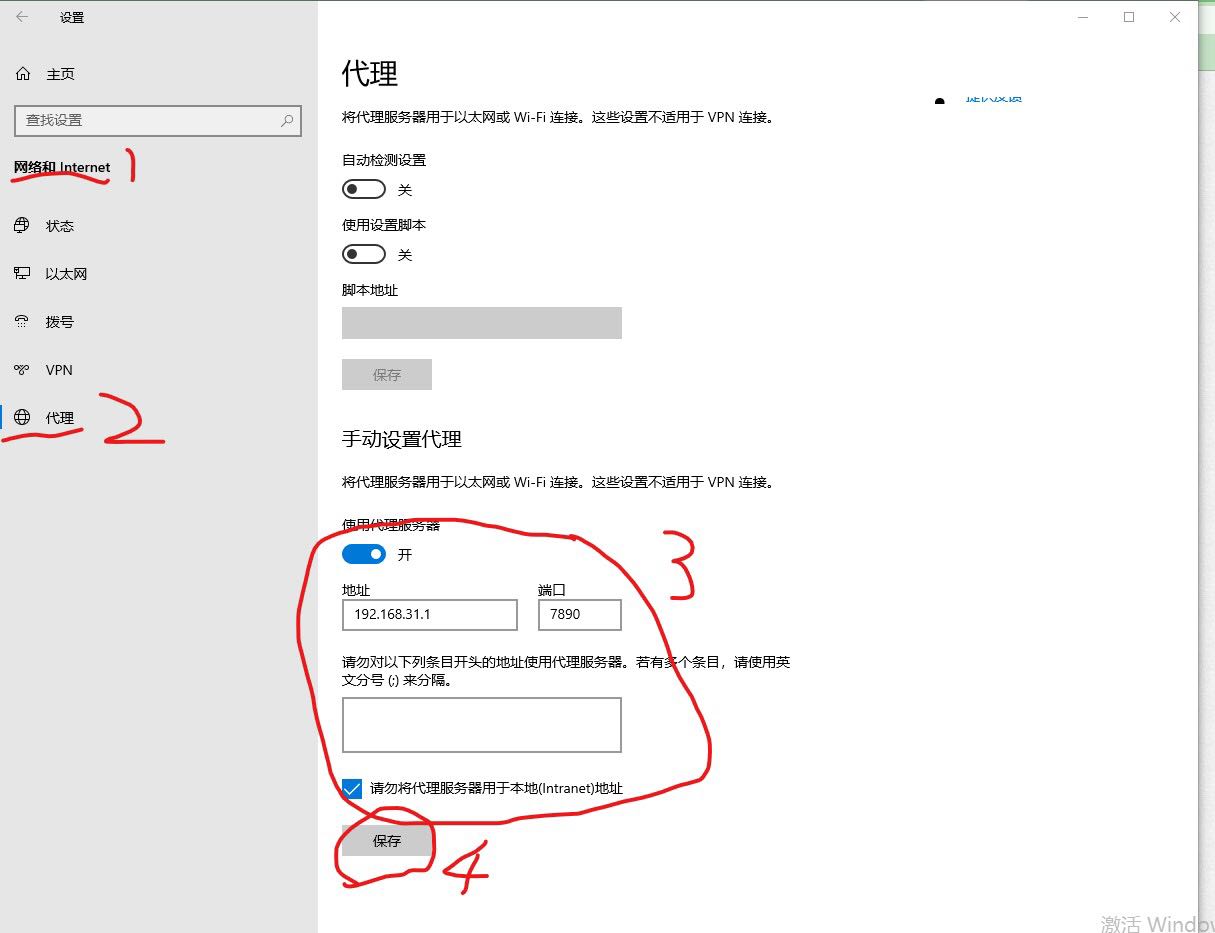 设置
主页
查找设置
网络和 Internet
1
状态
以太网
拨号
VPN
代理
2
代理
将代理服务器用于以太网或 Wi-Fi 连接。这些设置不适用于 VPN 连接。
提供反馈
自动检测设置
关
使用设置脚本
关
脚本地址
保存
手动设置代理
将代理服务器用于以太网或 Wi-Fi 连接。这些设置不适用于 VPN 连接。
使用代理服务器
开
3
地址 端口
192.168.31.1 7890
请勿对以下列条目开头的地址使用代理服务器。若有多个条目，请使用英
文分号 (;) 来分隔。
请勿将代理服务器用于本地(Intranet)地址
保存
4
激活 Window